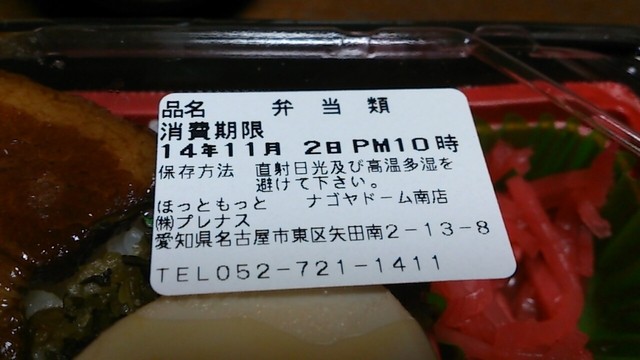 品名　弁当類
消費期限
14年11月 2日PM10時
保存方法　直射日光及び高温多湿を
避けて下さい。
ほっともっと　ナゴヤドーム南店
㈱プレナス
愛知県名古屋市東区矢田南2-13-8
TEL052-721-1411